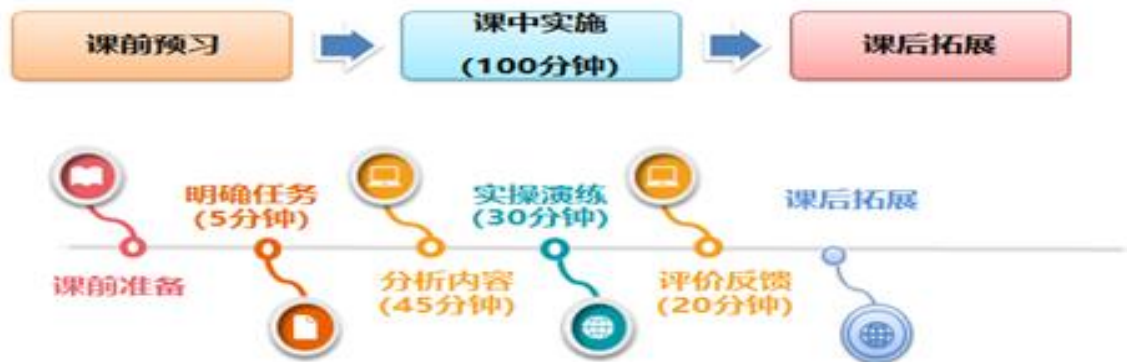 课前预习
课中实施
(100分钟)
课后拓展
明确任务
(5分钟)
实操演练
(30分钟)
课后拓展
课前准备
分析内容
(45分钟)
评价反馈
(20分钟)